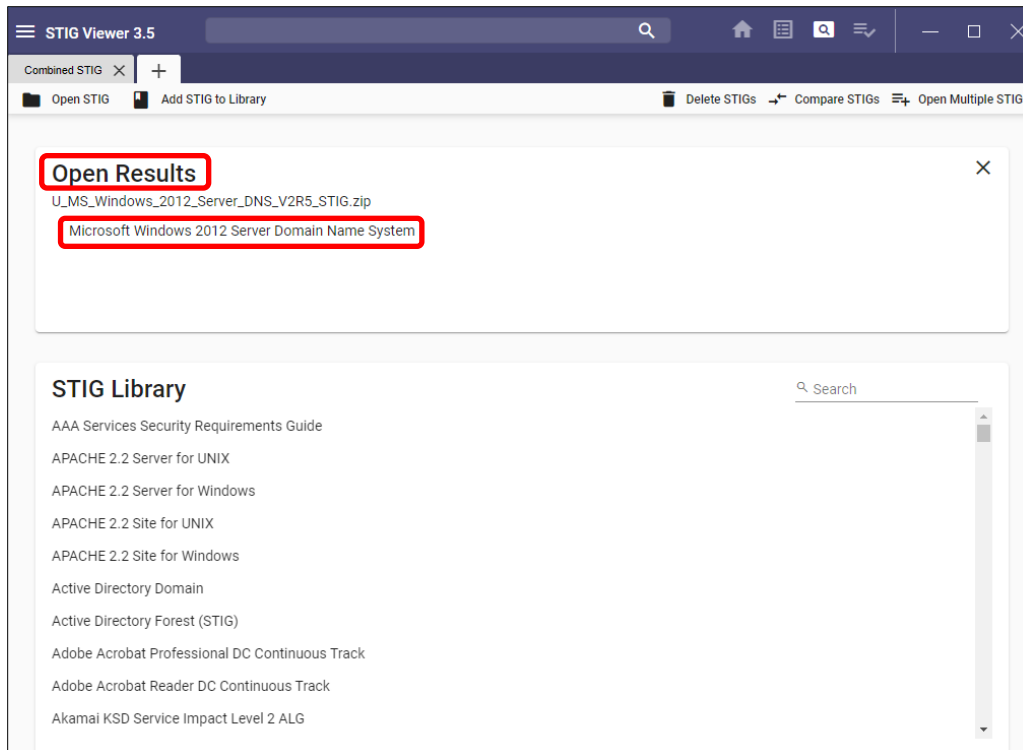 STIG Viewer 3.5
Combined STIG
Open STIG Add STIG to Library Delete STIGs Compare STIGs Open Multiple STIG
Open Results
U_MS_Windows_2012_Server_DNS_V2R5_STIG.zip
Microsoft Windows 2012 Server Domain Name System
STIG Library
Search
AAA Services Security Requirements Guide
APACHE 2.2 Server for UNIX
APACHE 2.2 Server for Windows
APACHE 2.2 Site for UNIX
APACHE 2.2 Site for Windows
Active Directory Domain
Active Directory Forest (STIG)
Adobe Acrobat Professional DC Continuous Track
Adobe Acrobat Reader DC Continuous Track
Akamai KSD Service Impact Level 2 ALG